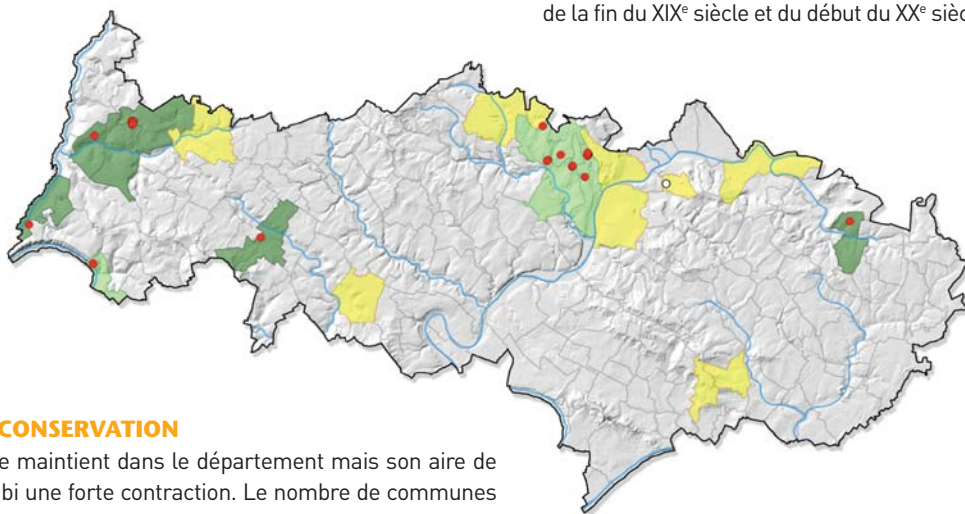 de la fin du XIXe siècle et du début du XXe sièc
CONSERVATION
e maintient dans le département mais son aire de
bi une forte contraction. Le nombre de communes